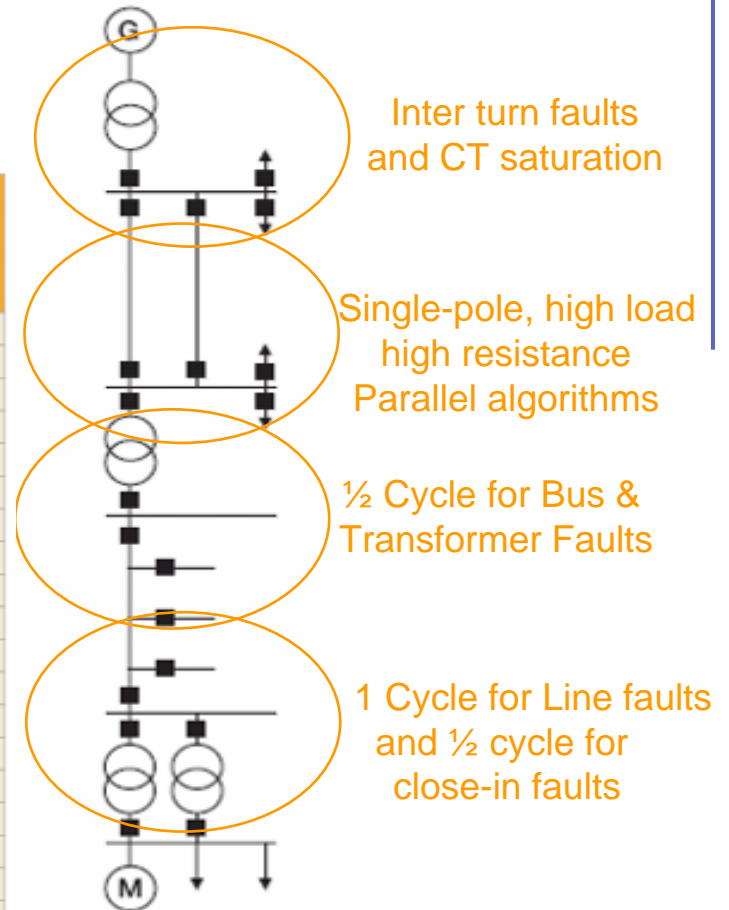 G
Inter turn faults
and CT saturation
Single-pole, high load
high resistance
Parallel algorithms
½ Cycle for Bus &
Transformer Faults
1 Cycle for Line faults
and ½ cycle for
close-in faults
M